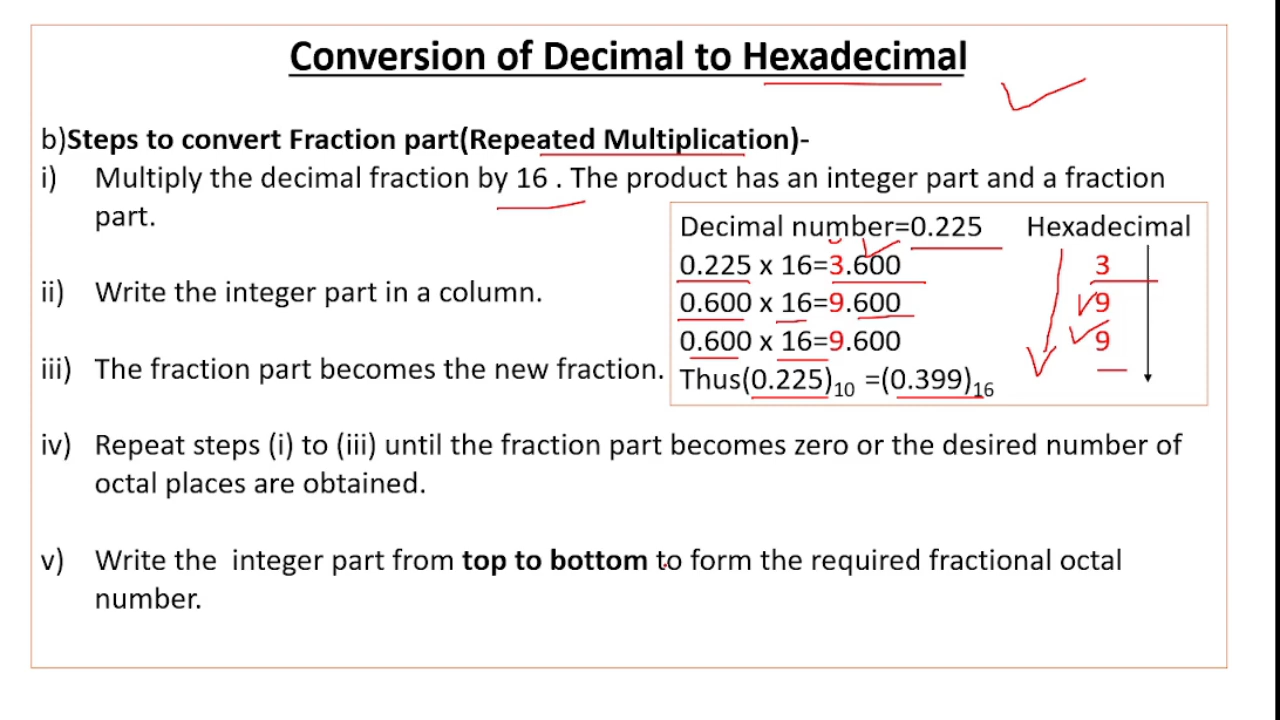 Conversion of Decimal to Hexadecimal
b)Steps to convert Fraction part(Repeated Multiplication)-
i) Multiply the decimal fraction by 16 . The product has an integer part and a fraction
part.
ii) Write the integer part in a column.
iii) The fraction part becomes the new fraction.
Decimal number=0.225 Hexadecimal
0.225 x 16=3.600 3
0.600 x 16=9.600 9
0.600 x 16=9.600 9
Thus(0.225)10 =(0.399)16
iv) Repeat steps (i) to (iii) until the fraction part becomes zero or the desired number of
octal places are obtained.
v) Write the integer part from top to bottom to form the required fractional octal
number.